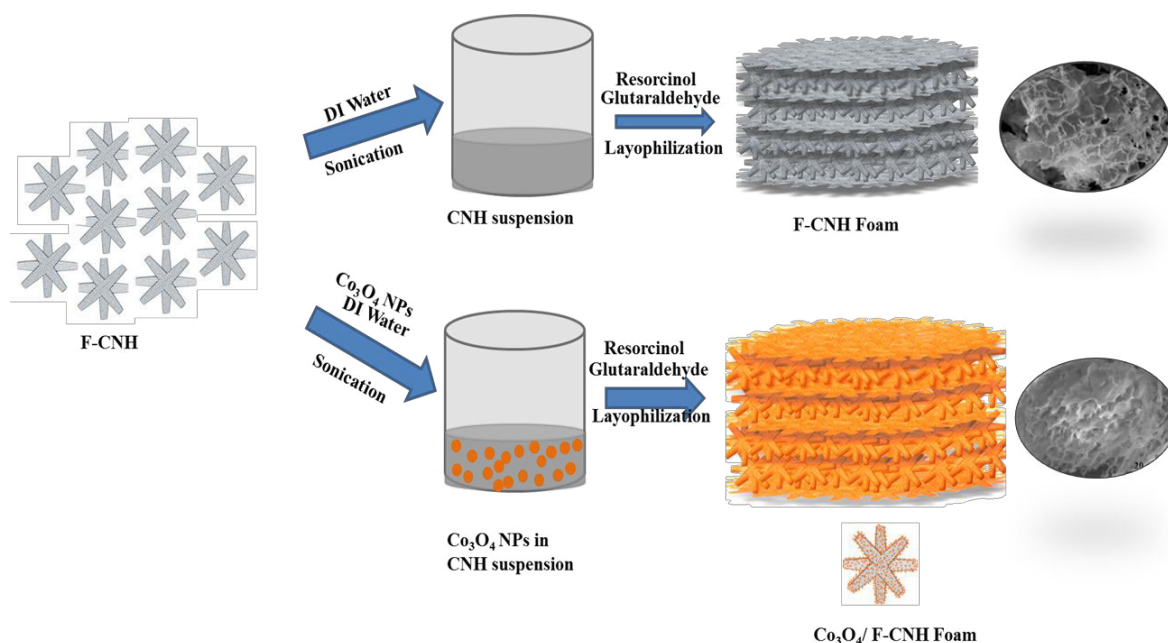 F-CNH
DI Water
Sonication
CNH suspension
Resorcinol
Glutaraldehyde
Layophilization
F-CNH Foam
Co₃O₄ NPs
DI Water
Sonication
Co₃O₄ NPs in
CNH suspension
Resorcinol
Glutaraldehyde
Layophilization
20
Co₃O₄/ F-CNH Foam